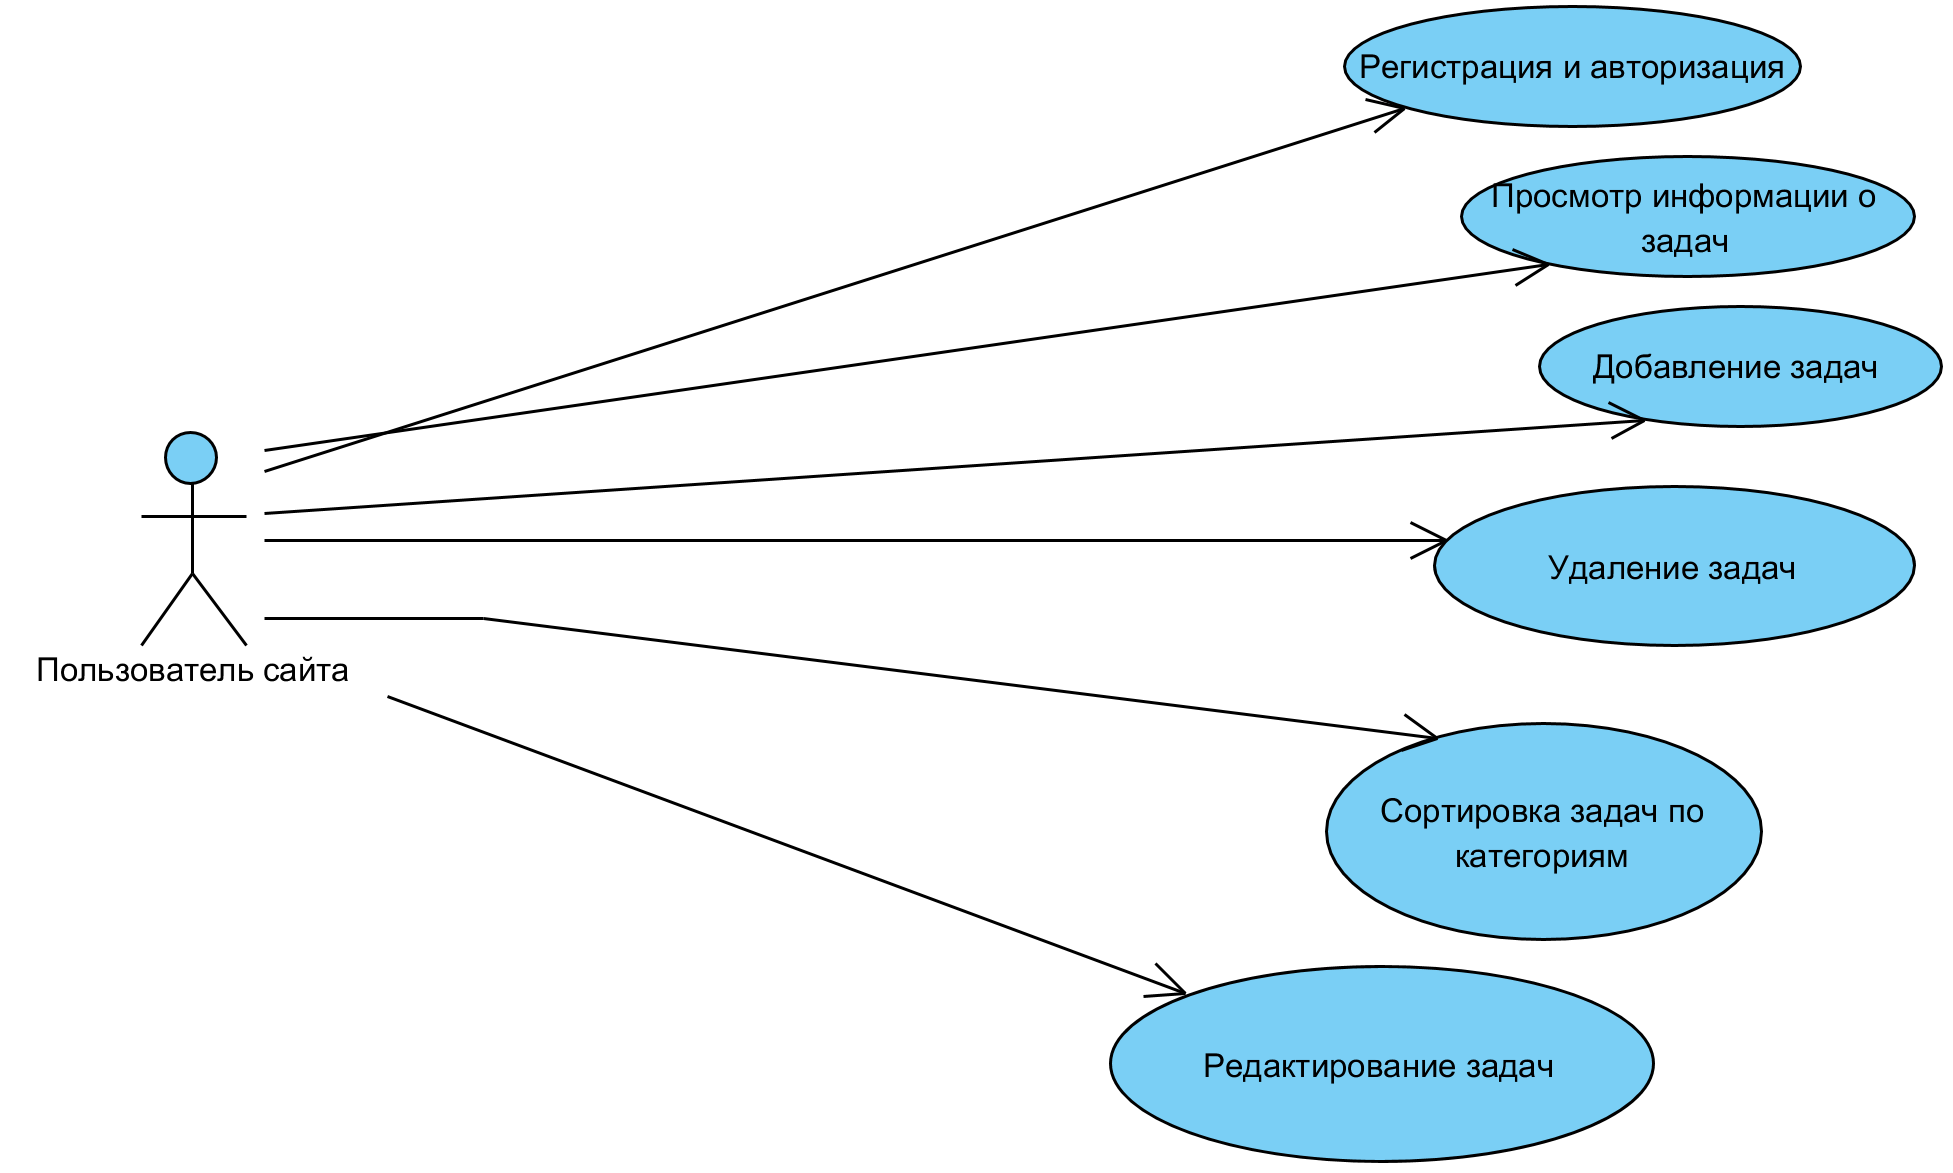 Регистрация и авторизация
Просмотр информации о
задач
Добавление задач
Удаление задач
Пользователь сайта
Сортировка задач по
категориям
Редактирование задач